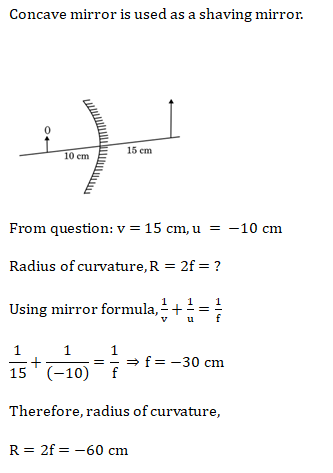 Concave mirror is used as a shaving mirror.
0
10 cm
15 cm
From question: v = 15 cm, u = −10 cm
Radius of curvature, R = 2f = ?
Using mirror formula, 1/v + 1/u = 1/f
1/15 + 1/(−10) = 1/f ⇒ f = −30 cm
Therefore, radius of curvature,
R = 2f = −60 cm